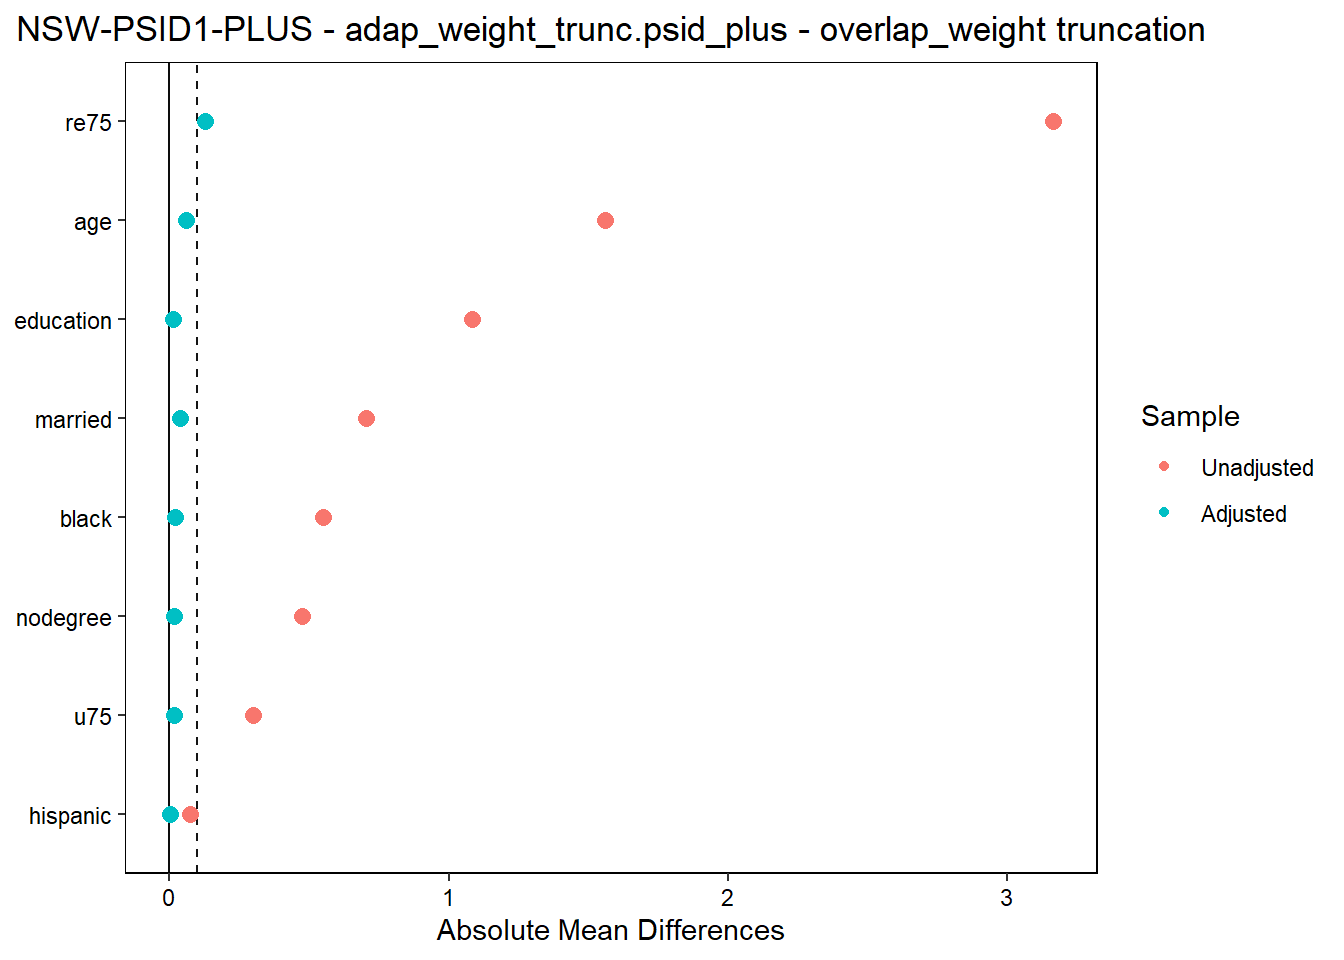 NSW-PSID1-PLUS - adap_weight_trunc.psid_plus - overlap_weight truncation
re75
age
education
married
black
nodegree
u75
hispanic
0 1 2 3
Absolute Mean Differences
Sample
Unadjusted
Adjusted